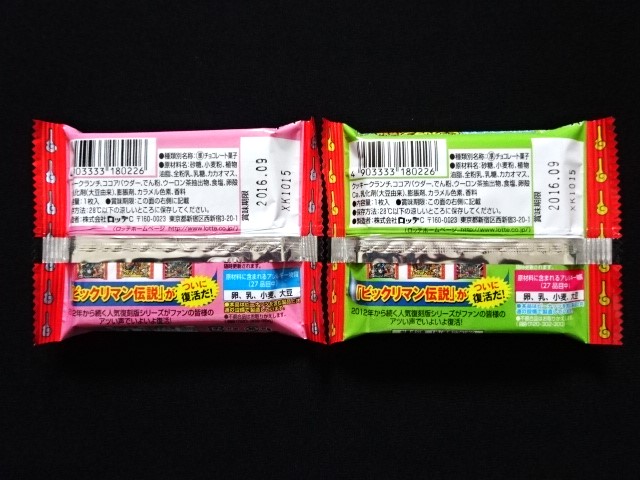 ●種類別名称:準チョコレート菓子
●原材料名:砂糖、小麦粉、植物
油脂、全粉乳、乳糖、カカオマス、
クッキークランチ、ココアパウダー、でん粉、ウーロン茶抽出物、食塩、卵殻
乳化剤(大豆由来)、膨張剤、カラメル色素、香料
量:1枚入 ●賞味期限:この面の右側に記載
方法:28℃以下の涼しいところに保存してください。
者:株式会社ロッテC 〒160-0023 東京都新宿区西新宿3-20-1
(ロッテホームページ http://www.lotte.co.jp)
4903333180226
賞味期限
2016.09
XK1015
「ビックリマン伝説」が
ついに
復活だ!
原材料に含まれるアレルギー物質
(27品目中)
卵、乳、小麦、大豆
2年から続く人気復刻版シリーズがファンの皆様の
アツい声でいよいよ復活!
●種類別名称:準チョコレート菓子
●原材料名:砂糖、小麦粉、植物
油脂、全粉乳、乳糖、カカオマス、
クッキークランチ、ココアパウダー、でん粉、ウーロン茶抽出物、食塩、卵殻
Ca、乳化剤(大豆由来)、膨張剤、カラメル色素、香料
内容量:1枚入 ●賞味期限:この面の右側に記載
保存方法:28℃以下の涼しいところに保存してください。
●製造者:株式会社ロッテC 〒160-0023 東京都新宿区西新宿3-20-1
(ロッテホームページ http://www.lotte.co.jp)
4903333180226
賞味期限
2016.09
XK1015
「ビックリマン伝説」が
ついに
復活だ!
原材料に含まれるアレルギー物質
(27品目中)
卵、乳、小麦、大豆
2012年から続く人気復刻版シリーズがファンの皆様の
アツい声でいよいよ復活!